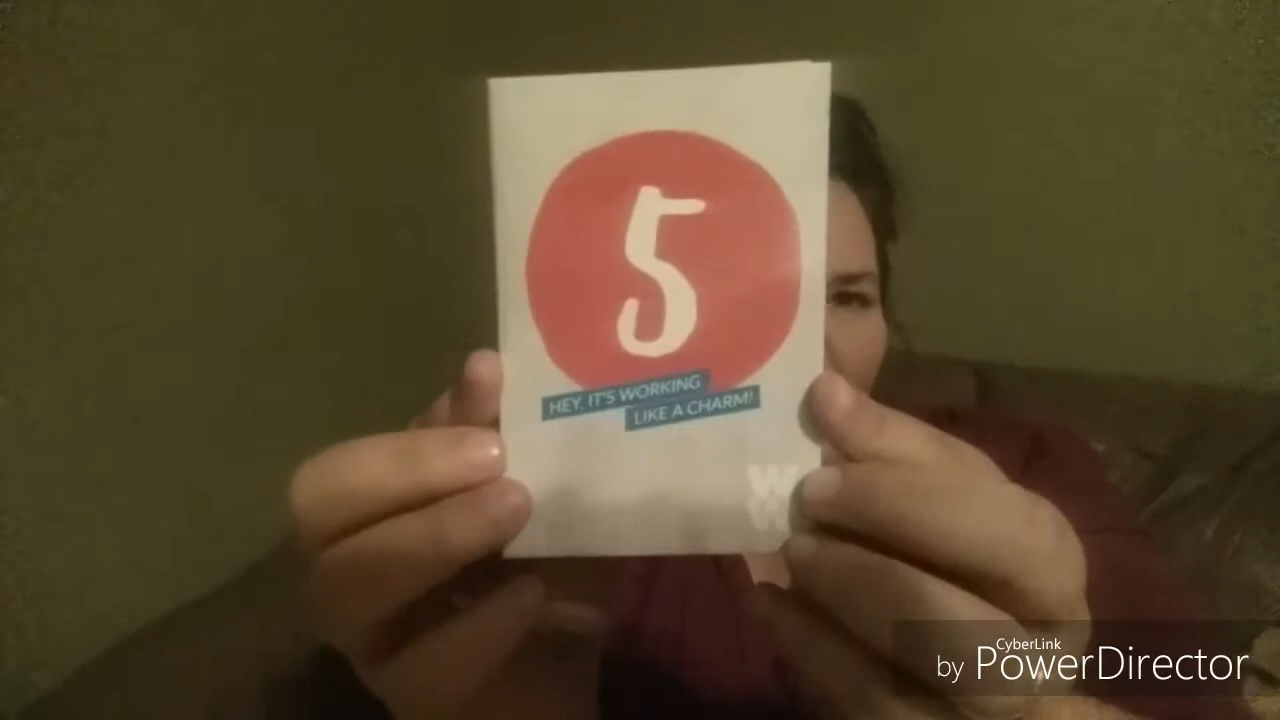 5
HEY, IT'S WORKING
LIKE A CHARM!
W
W
CyberLink
by PowerDirector